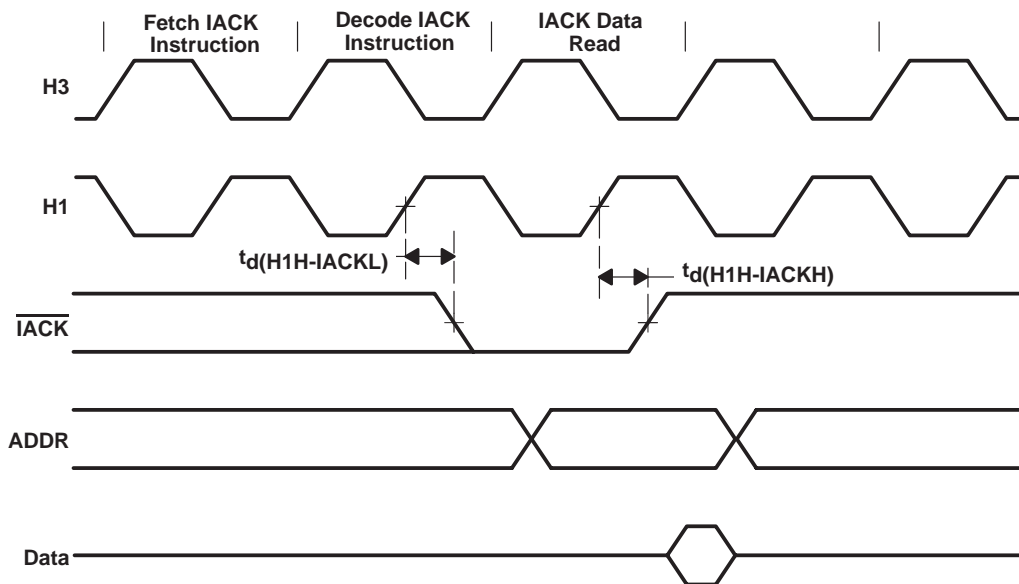 Fetch IACK
Instruction
Decode IACK
Instruction
IACK Data
Read
H3
H1
td(H1H-IACKL)
td(H1H-IACKH)
IACK
ADDR
Data